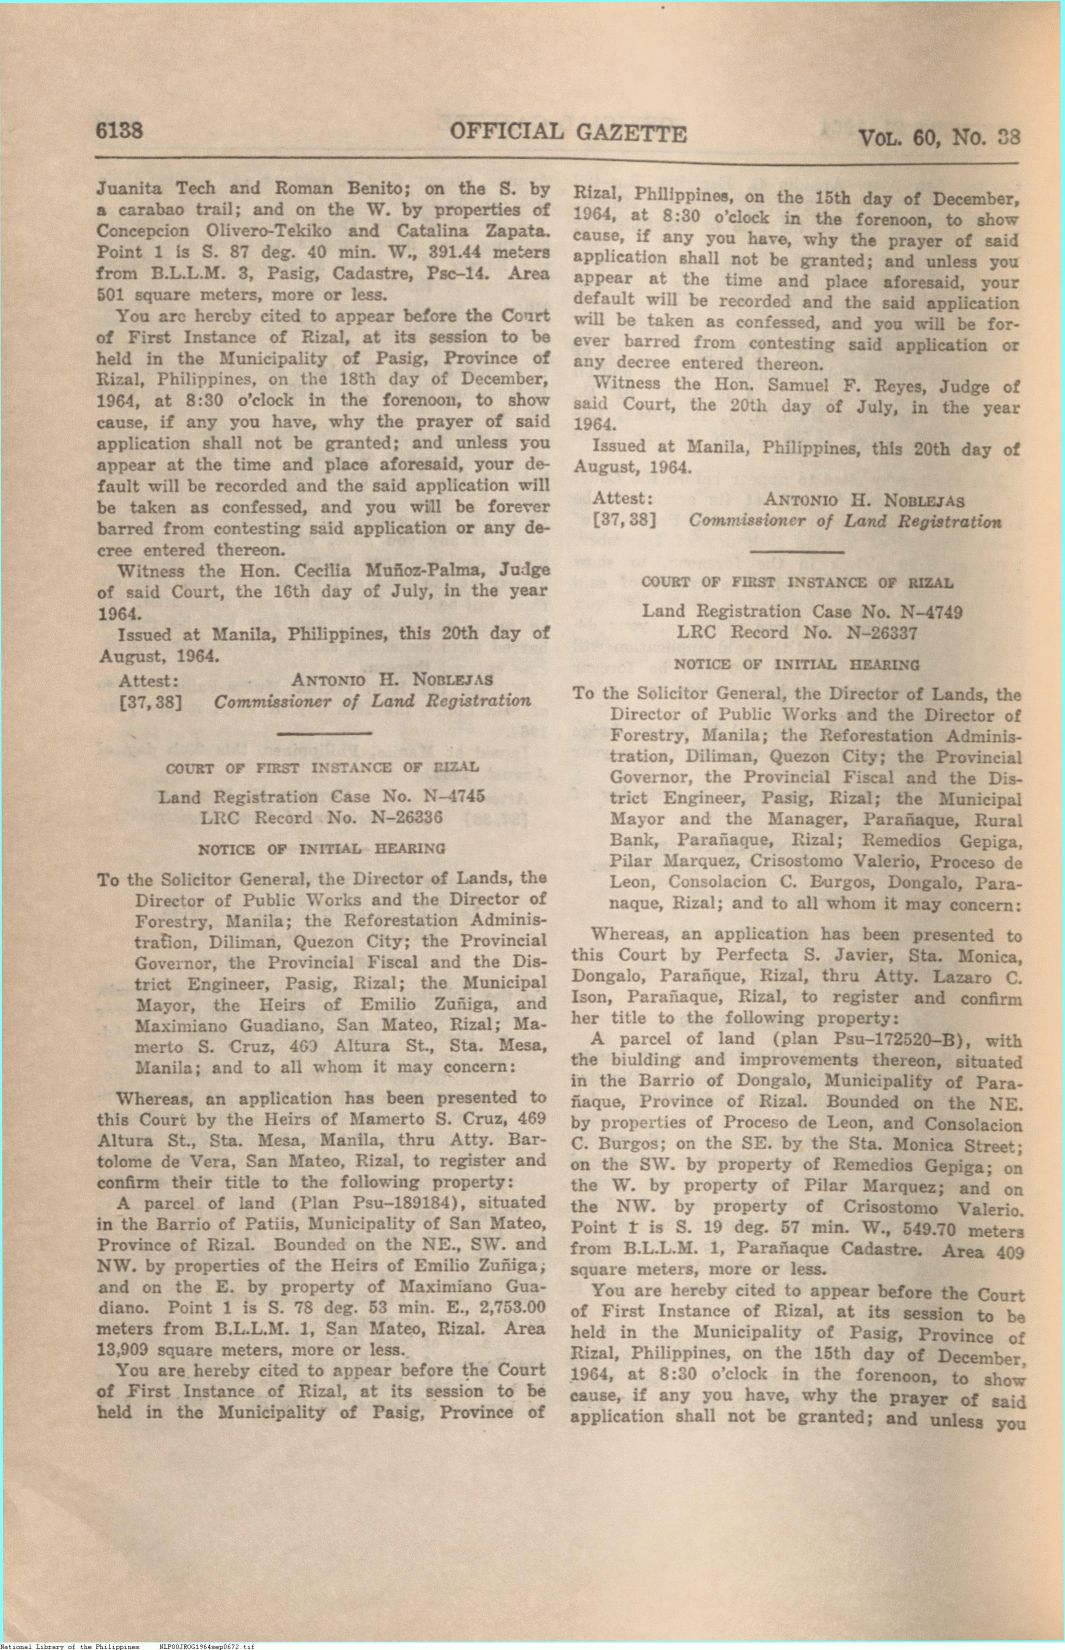 6138
OFFICIAL GAZETTE
VOL. 60, No. 38
Juanita Tech and Roman Benito; on the S. by
a carabao trail; and on the W. by properties of
Concepcion Olivero-Tekiko and Catalina Zapata.
Point 1 is S. 87 deg. 40 min. W., 391.44 meters
from B.L.L.M. 3, Pasig, Cadastre, Psc–14. Area
501 square meters, more or less.
You are hereby cited to appear before the Court
of First Instance of Rizal, at its session to be
held in the Municipality of Pasig, Province of
Rizal, Philippines, on the 18th day of December,
1964, at 8:30 o'clock in the forenoon, to show
cause, if any you have, why the prayer of said
application shall not be granted; and unless you
appear at the time and place aforesaid, your de-
fault will be recorded and the said application will
be taken as confessed, and you will be forever
barred from contesting said application or any de-
cree entered thereon.
Witness the Hon. Cecilia Muñoz-Palma, Judge
of said Court, the 16th day of July, in the year
1964.
Issued at Manila, Philippines, this 20th day of
August, 1964.
Attest: ANTONIO H. NOBLEJAS
[37, 38] Commissioner of Land Registration
COURT OF FIRST INSTANCE OF RIZAL
Land Registration Case No. N–4745
LRC Record No. N–26336
NOTICE OF INITIAL HEARING
To the Solicitor General, the Director of Lands, the
Director of Public Works and the Director of
Forestry, Manila; the Reforestation Adminis-
tration, Diliman, Quezon City; the Provincial
Governor, the Provincial Fiscal and the Dis-
trict Engineer, Pasig, Rizal; the Municipal
Mayor, the Heirs of Emilio Zuñiga, and
Maximiano Guadiano, San Mateo, Rizal; Ma-
merto S. Cruz, 469 Altura St., Sta. Mesa,
Manila; and to all whom it may concern:
Whereas, an application has been presented to
this Court by the Heirs of Mamerto S. Cruz, 469
Altura St., Sta. Mesa, Manila, thru Atty. Bar-
tolome de Vera, San Mateo, Rizal, to register and
confirm their title to the following property:
A parcel of land (Plan Psu–189184), situated
in the Barrio of Patiis, Municipality of San Mateo,
Province of Rizal. Bounded on the NE., SW. and
NW. by properties of the Heirs of Emilio Zuñiga;
and on the E. by property of Maximiano Gua-
diano. Point 1 is S. 78 deg. 53 min. E., 2,753.00
meters from B.L.L.M. 1, San Mateo, Rizal. Area
13,909 square meters, more or less.
You are hereby cited to appear before the Court
of First Instance of Rizal, at its session to be
held in the Municipality of Pasig, Province of
Rizal, Philippines, on the 15th day of December,
1964, at 8:30 o'clock in the forenoon, to show
cause, if any you have, why the prayer of said
application shall not be granted; and unless you
appear at the time and place aforesaid, your
default will be recorded and the said application
will be taken as confessed, and you will be for-
ever barred from contesting said application or
any decree entered thereon.
Witness the Hon. Samuel F. Reyes, Judge of
said Court, the 20th day of July, in the year
1964.
Issued at Manila, Philippines, this 20th day of
August, 1964.
Attest: ANTONIO H. NOBLEJAS
[37, 38] Commissioner of Land Registration
COURT OF FIRST INSTANCE OF RIZAL
Land Registration Case No. N–4749
LRC Record No. N–26337
NOTICE OF INITIAL HEARING
To the Solicitor General, the Director of Lands, the
Director of Public Works and the Director of
Forestry, Manila; the Reforestation Adminis-
tration, Diliman, Quezon City; the Provincial
Governor, the Provincial Fiscal and the Dis-
trict Engineer, Pasig, Rizal; the Municipal
Mayor and the Manager, Parañaque, Rural
Bank, Parañaque, Rizal; Remedios Gepiga,
Pilar Marquez, Crisostomo Valerio, Proceso de
Leon, Consolacion C. Burgos, Dongalo, Para-
naque, Rizal; and to all whom it may concern:
Whereas, an application has been presented to
this Court by Perfecta S. Javier, Sta. Monica,
Dongalo, Parañque, Rizal, thru Atty. Lazaro C.
Ison, Parañaque, Rizal, to register and confirm
her title to the following property:
A parcel of land (plan Psu–172520–B), with
the biulding and improvements thereon, situated
in the Barrio of Dongalo, Municipality of Para-
ñaque, Province of Rizal. Bounded on the NE.
by properties of Proceso de Leon, and Consolacion
C. Burgos; on the SE. by the Sta. Monica Street;
on the SW. by property of Remedios Gepiga; on
the W. by property of Pilar Marquez; and on
the NW. by property of Crisostomo Valerio.
Point 1 is S. 19 deg. 57 min. W., 549.70 meters
from B.L.L.M. 1, Parañaque Cadastre. Area 409
square meters, more or less.
You are hereby cited to appear before the Court
of First Instance of Rizal, at its session to be
held in the Municipality of Pasig, Province of
Rizal, Philippines, on the 15th day of December,
1964, at 8:30 o'clock in the forenoon, to show
cause, if any you have, why the prayer of said
application shall not be granted; and unless you
National Library of the Philippines NLP00JROG1964sep0672.tif